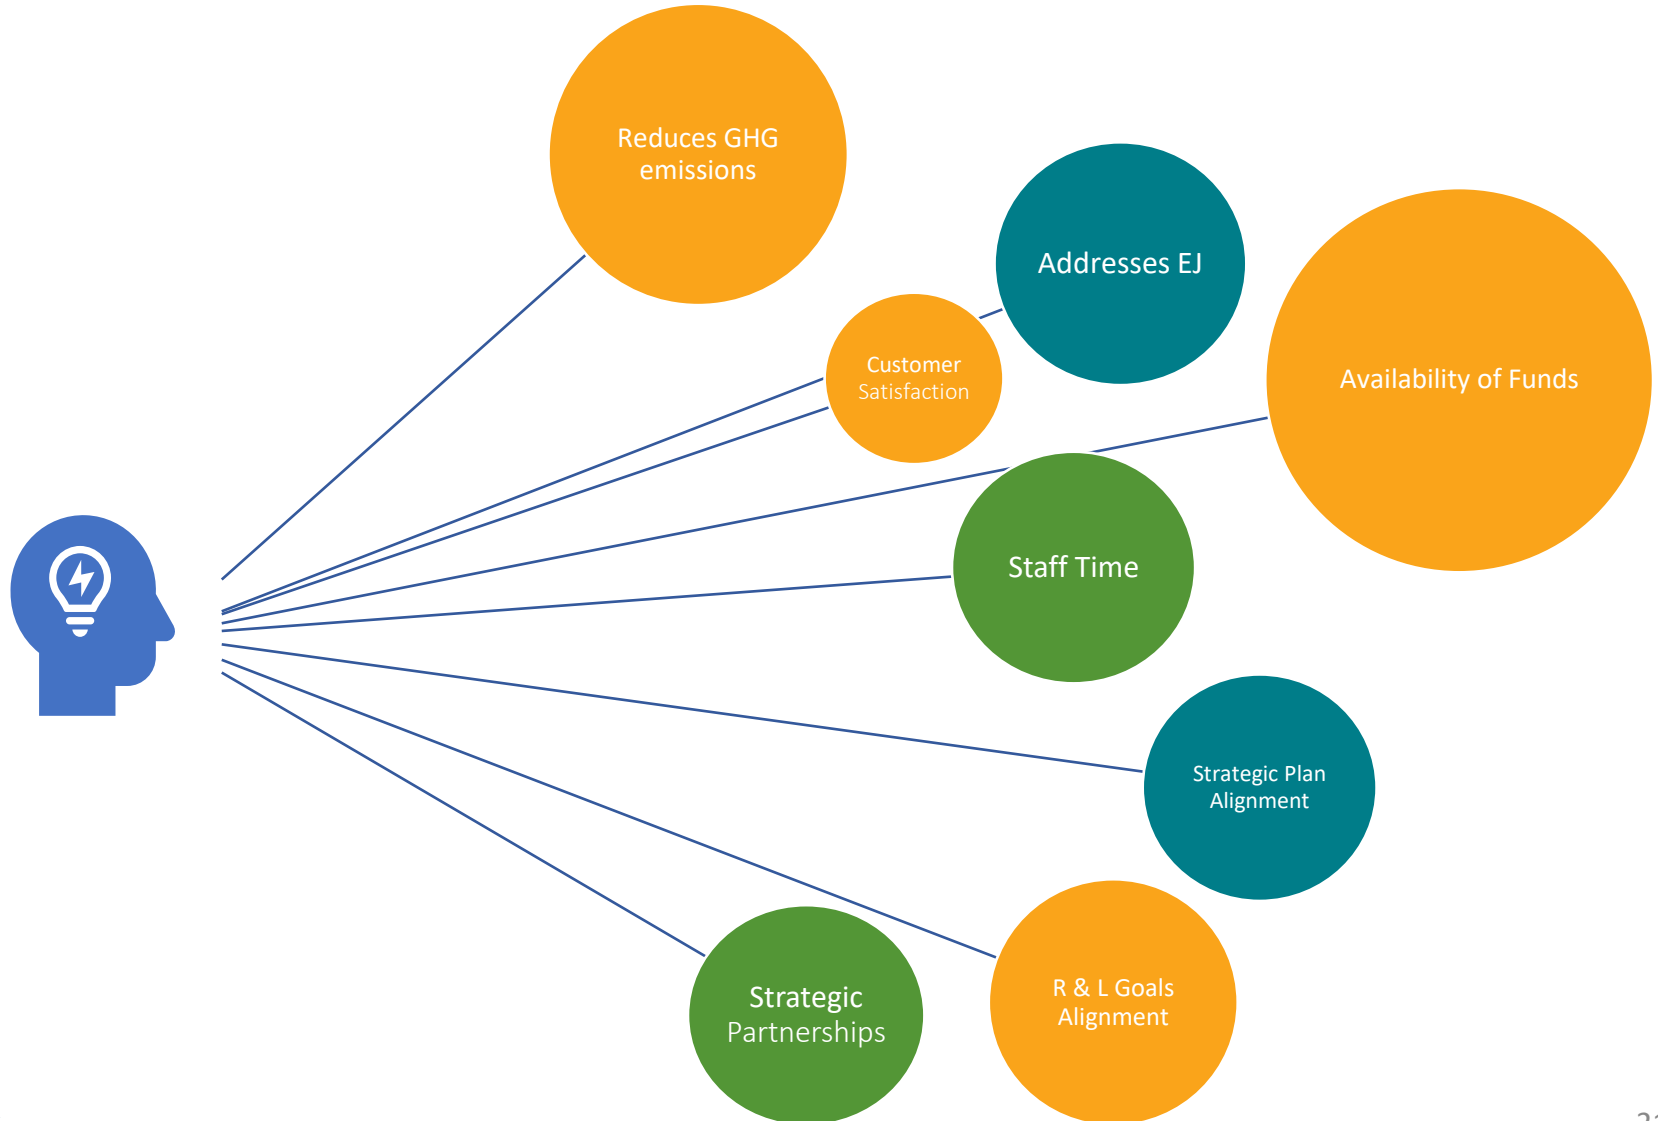 Reduces GHG
emissions
Addresses EJ
Customer
Satisfaction
Availability of Funds
Staff Time
Strategic Plan
Alignment
R & L Goals
Alignment
Strategic
Partnerships